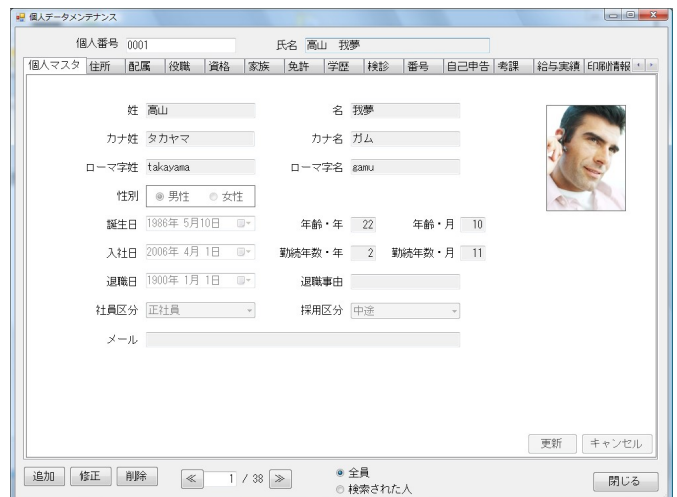 個人データメンテナンス
個人番号 0001 氏名 高山 我夢
個人マスタ 住所 配属 役職 資格 家族 免許 学歴 検診 番号 自己申告 考課 給与実績 印刷情報
姓 高山 名 我夢
カナ姓 タカヤマ カナ名 ガム
ローマ字姓 takayama ローマ字名 gamu
性別 男性 女性
誕生日 1986年 5月10日 年齢・年 22 年齢・月 10
入社日 2006年 4月 1日 勤続年数・年 2 勤続年数・月 11
退職日 1900年 1月 1日 退職事由
社員区分 正社員 採用区分 中途
メール
更新 キャンセル
追加 修正 削除 ≪ 1 / 38 ≫ 全員
検索された人 閉じる